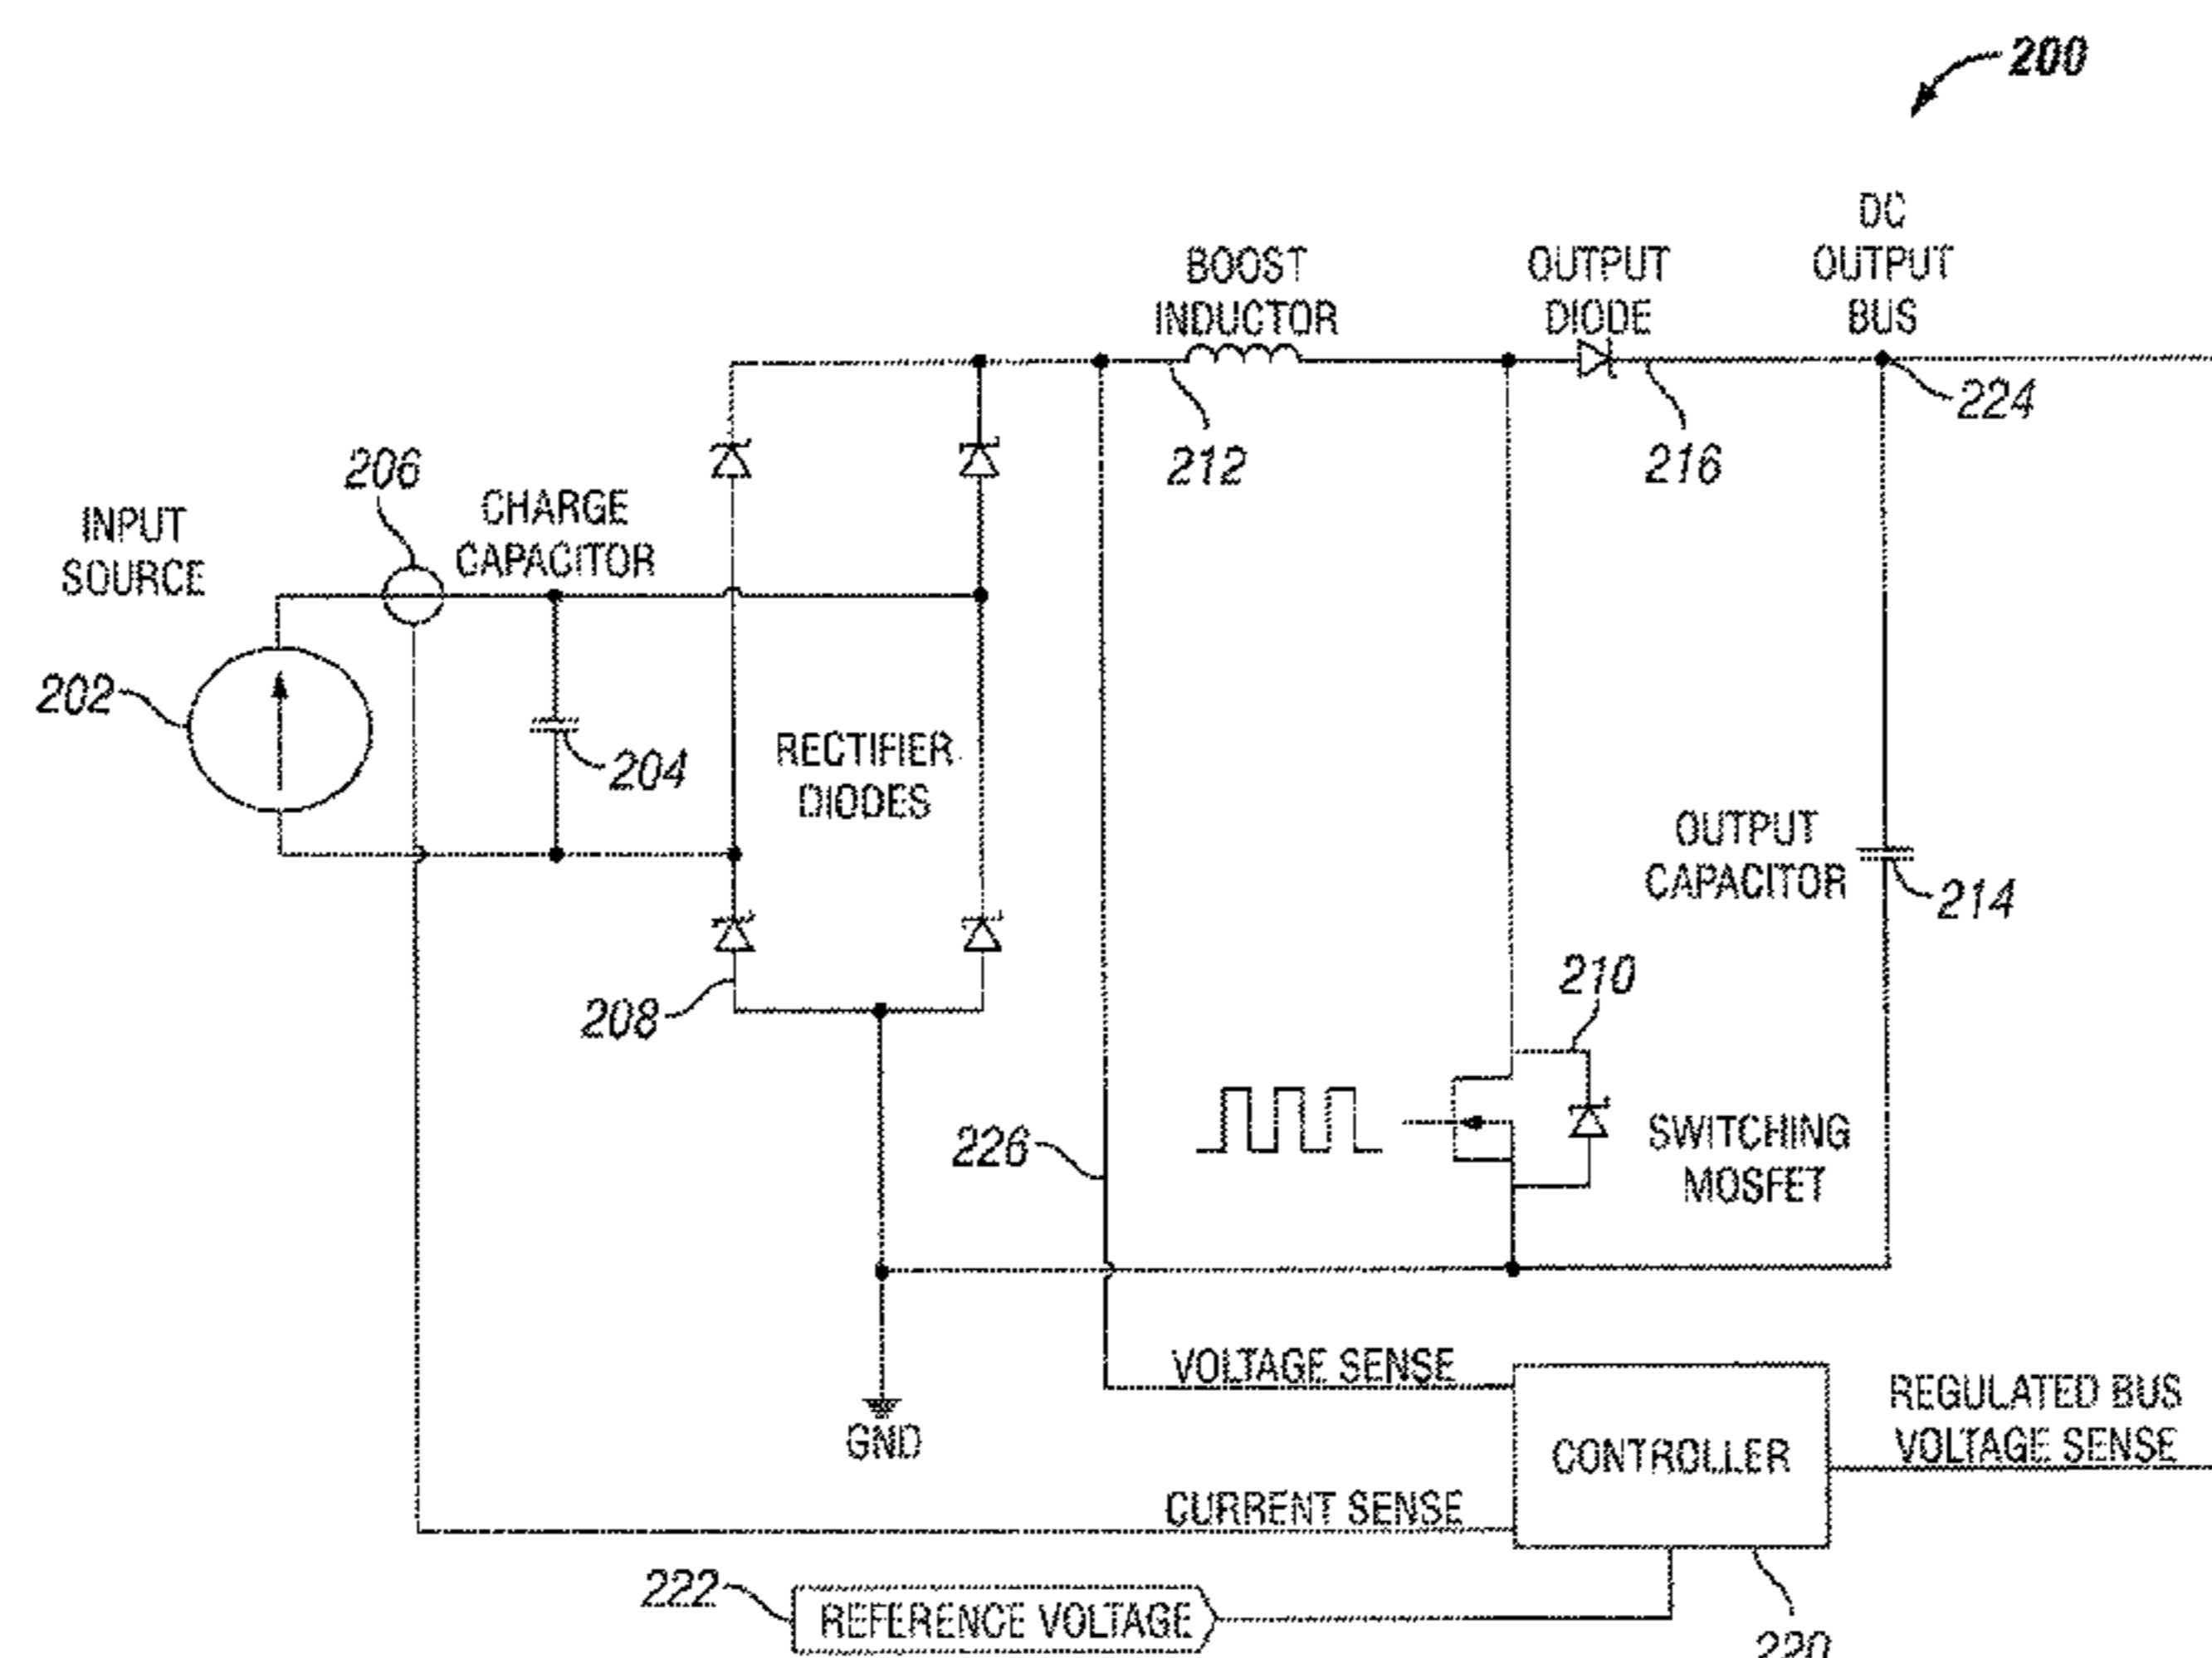 200
DC
OUTPUT
BUS
BOOST
INDUCTOR
OUTPUT
DIODE
224
212
216
206
CHARGE
CAPACITOR
INPUT
SOURCE
202
204
RECTIFIER
DIODES
OUTPUT
CAPACITOR
214
210
208
226
SWITCHING
MOSFET
VOLTAGE SENSE
GND
CONTROLLER
REGULATED BUS
VOLTAGE SENSE
CURRENT SENSE
222
REFERENCE VOLTAGE
220